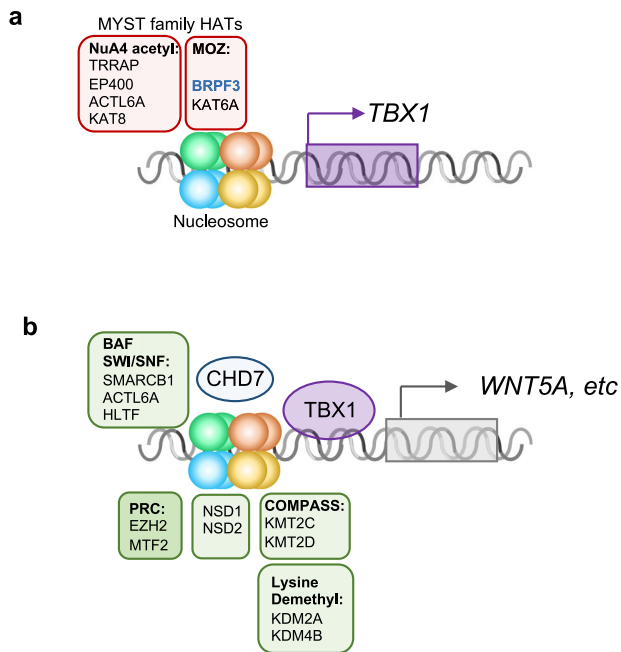 a
MYST family HATs
NuA4 acetyl:
TRRAP
EP400
ACTL6A
KAT8
MOZ:
BRPF3
KAT6A
TBX1
Nucleosome
b
BAF
SWI/SNF:
SMARCB1
ACTL6A
HLTF
CHD7
TBX1
WNT5A, etc
PRC:
EZH2
MTF2
NSD1
NSD2
COMPASS:
KMT2C
KMT2D
Lysine
Demethyl:
KDM2A
KDM4B